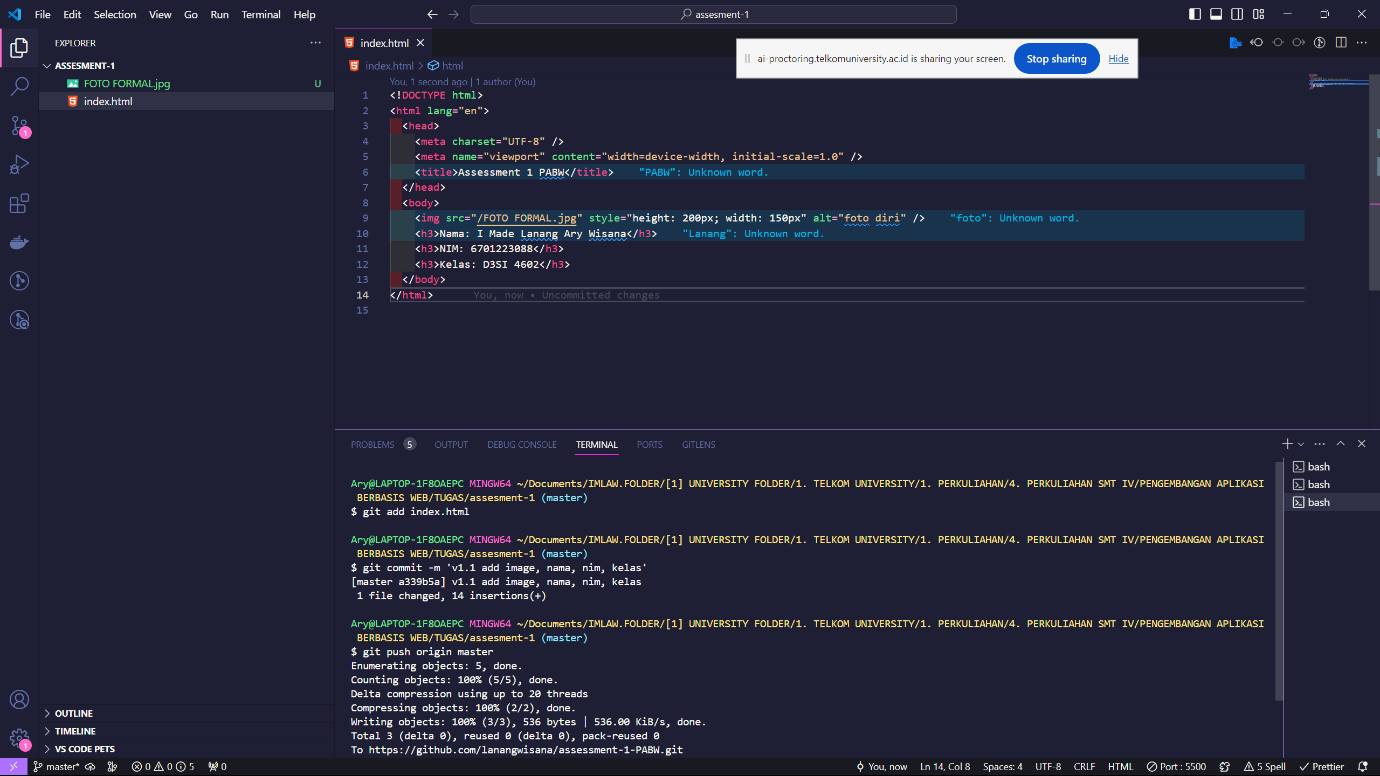 File Edit Selection View Go Run Terminal Help
assesment-1
EXPLORER
ASSESMENT-1
FOTO FORMAL.jpg U
index.html
1
OUTLINE
TIMELINE
VS CODE PETS
1
index.html
ai-proctoring.telkomuniversity.ac.id is sharing your screen. Stop sharing Hide
index.html > html
You, 1 second ago | 1 author (You)
1 <!DOCTYPE html>
2 <html lang="en">
3 <head>
4 <meta charset="UTF-8" />
5 <meta name="viewport" content="width=device-width, initial-scale=1.0" />
6 <title>Assessment 1 PABW</title> "PABW": Unknown word.
7 </head>
8 <body>
9 <img src="/FOTO FORMAL.jpg" style="height: 200px; width: 150px" alt="foto diri" /> "foto": Unknown word.
10 <h3>Nama: I Made Lanang Ary Wisana</h3> "Lanang": Unknown word.
11 <h3>NIM: 6701223088</h3>
12 <h3>Kelas: D3SI 4602</h3>
13 </body>
14 </html> You, now • Uncommitted changes
15
PROBLEMS 5 OUTPUT DEBUG CONSOLE TERMINAL PORTS GITLENS
bash
bash
bash
Ary@LAPTOP-1F8OAEPC MINGW64 ~/Documents/IMLAW.FOLDER/[1] UNIVERSITY FOLDER/1. TELKOM UNIVERSITY/1. PERKULIAHAN/4. PERKULIAHAN SMT IV/PENGEMBANGAN APLIKASI
BERBASIS WEB/TUGAS/assesment-1 (master)
$ git add index.html
Ary@LAPTOP-1F8OAEPC MINGW64 ~/Documents/IMLAW.FOLDER/[1] UNIVERSITY FOLDER/1. TELKOM UNIVERSITY/1. PERKULIAHAN/4. PERKULIAHAN SMT IV/PENGEMBANGAN APLIKASI
BERBASIS WEB/TUGAS/assesment-1 (master)
$ git commit -m 'v1.1 add image, nama, nim, kelas'
[master a339b5a] v1.1 add image, nama, nim, kelas
1 file changed, 14 insertions(+)
Ary@LAPTOP-1F8OAEPC MINGW64 ~/Documents/IMLAW.FOLDER/[1] UNIVERSITY FOLDER/1. TELKOM UNIVERSITY/1. PERKULIAHAN/4. PERKULIAHAN SMT IV/PENGEMBANGAN APLIKASI
BERBASIS WEB/TUGAS/assesment-1 (master)
$ git push origin master
Enumerating objects: 5, done.
Counting objects: 100% (5/5), done.
Delta compression using up to 20 threads
Compressing objects: 100% (2/2), done.
Writing objects: 100% (3/3), 536 bytes | 536.00 KiB/s, done.
Total 3 (delta 0), reused 0 (delta 0), pack-reused 0
To https://github.com/lanangwisana/assessment-1-PABW.git
master* 0 0 5 0 You, now Ln 14, Col 8 Spaces: 4 UTF-8 CRLF HTML Port : 5500 5 Spell Prettier